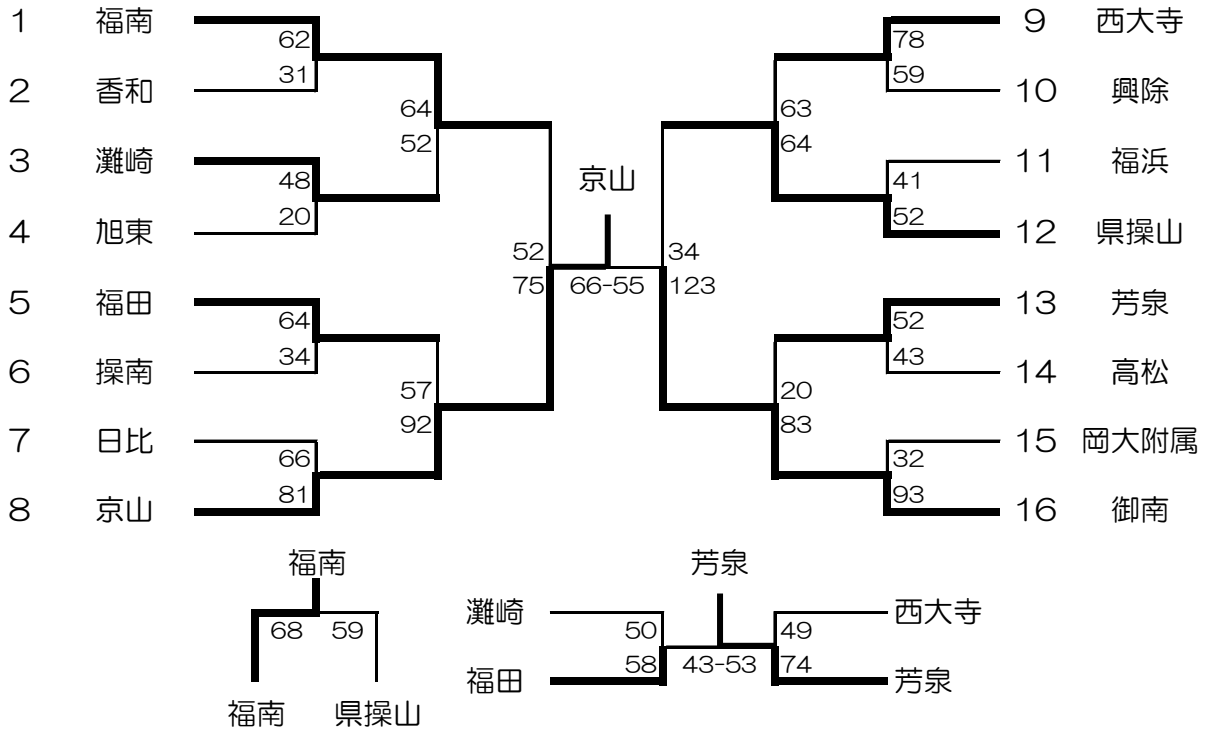 1 福南 9 西大寺
62 78
31 59
2 香和 10 興除
64 63
52 64
3 灘崎 11 福浜
48 41
京山
20 52
4 旭東 12 県操山
52 34
75 66-55 123
5 福田 13 芳泉
64 52
34 43
6 操南 14 高松
57 20
92 83
7 日比 15 岡大附属
66 32
81 93
8 京山 16 御南
福南 芳泉
灘崎 西大寺
68 59 50 49
58 43-53 74
福田 芳泉
福南 県操山